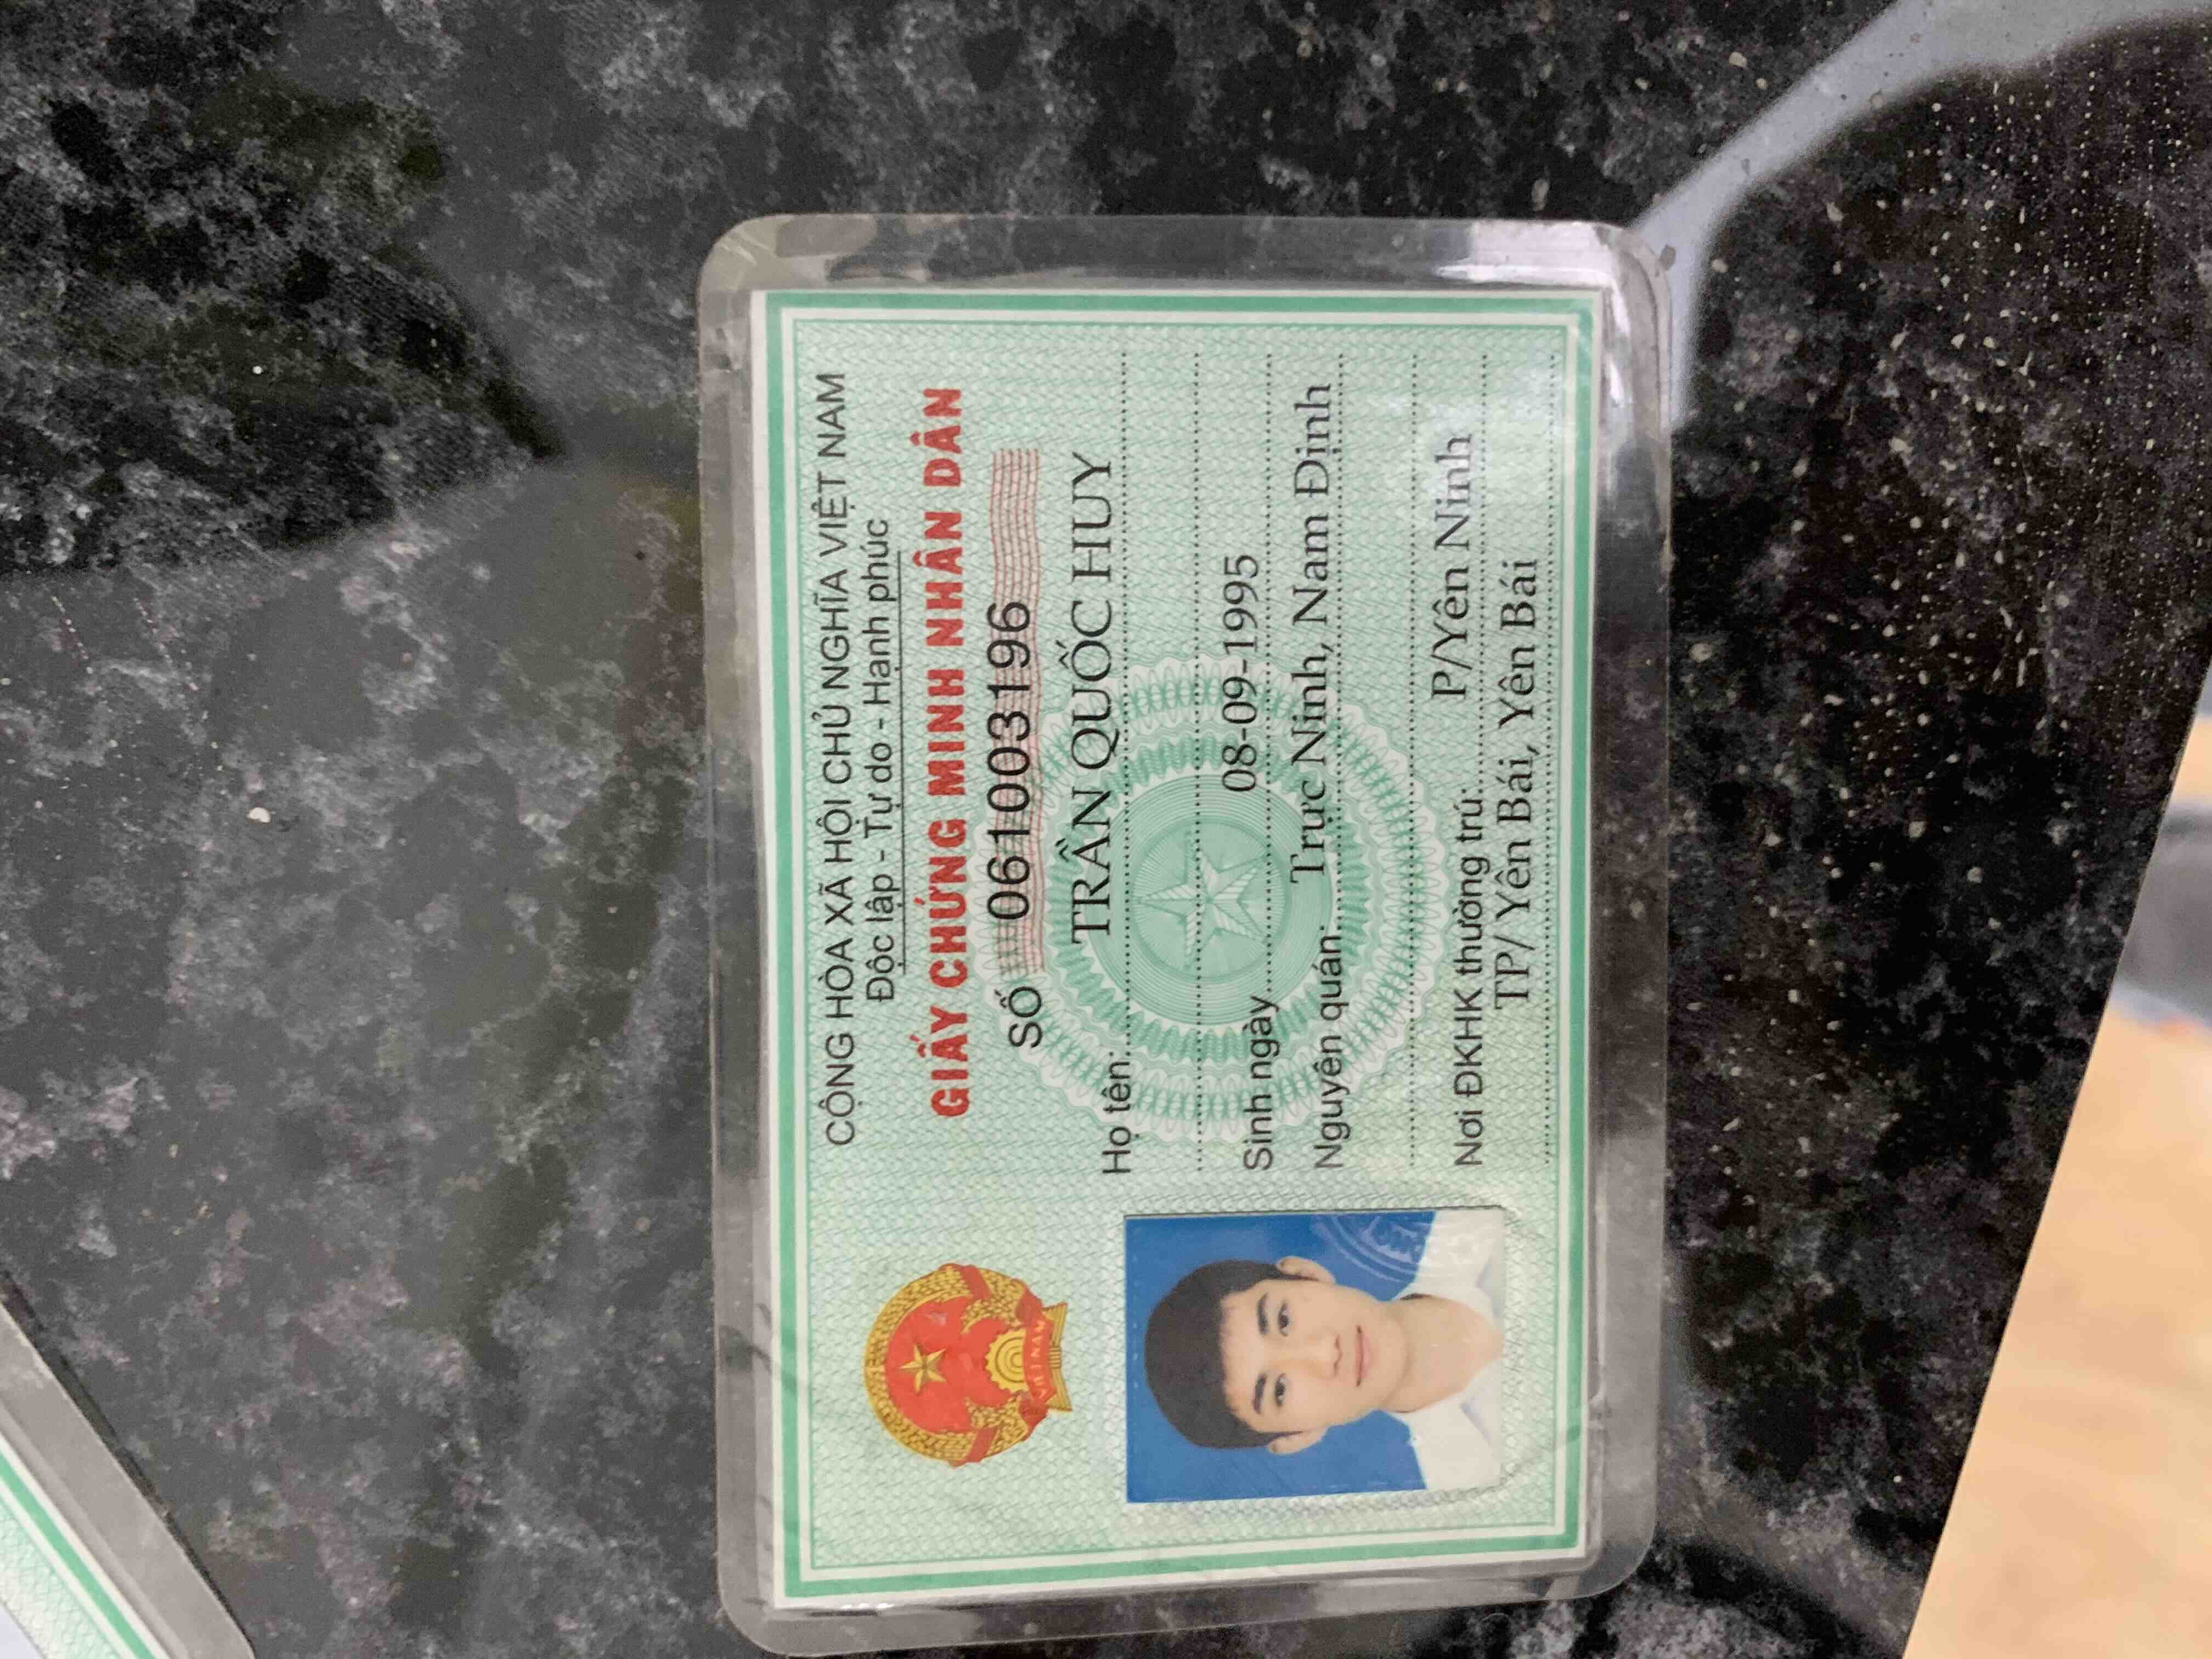 CỘNG HÒA XÃ HỘI CHỦ NGHĨA VIỆT NAM
Độc lập - Tự do - Hạnh phúc
GIẤY CHỨNG MINH NHÂN DÂN
SỐ 061003196
Họ tên: TRẦN QUỐC HUY
Sinh ngày 08-09-1995
Nguyên quán: Trực Ninh, Nam Định
Nơi ĐKHK thường trú: P/Yên Ninh
TP/Yên Bái, Yên Bái
VIỆT NAM